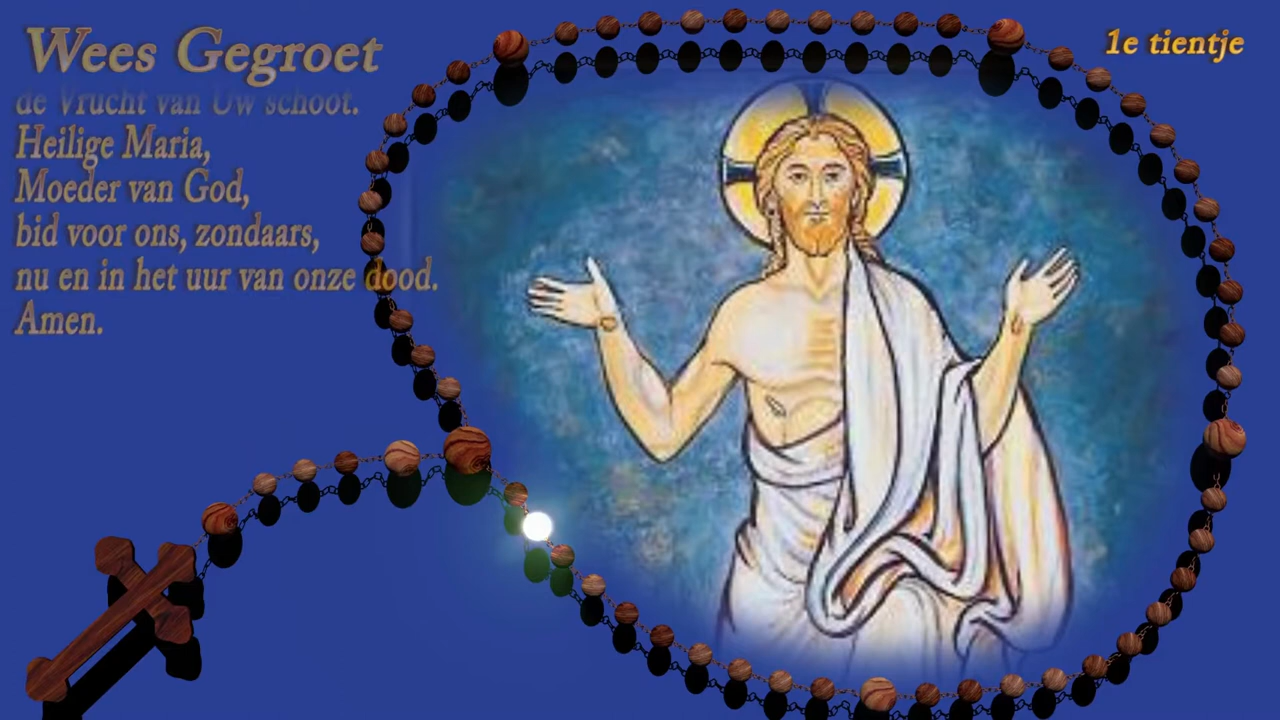 Wees Gegroet
1e tientje
de Vrucht van Uw schoot.
Heilige Maria,
Moeder van God,
bid voor ons, zondaars,
nu en in het uur van onze dood.
Amen.